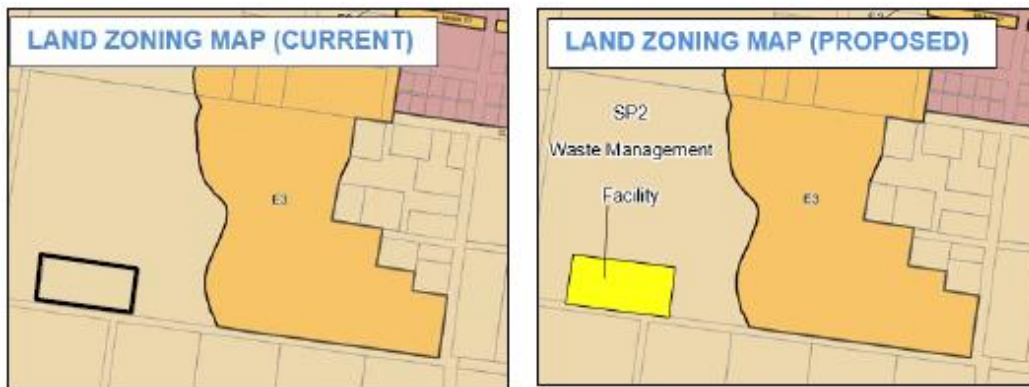 LAND ZONING MAP (CURRENT)
E3
LAND ZONING MAP (PROPOSED)
SP2
Waste Management
Facility
E3